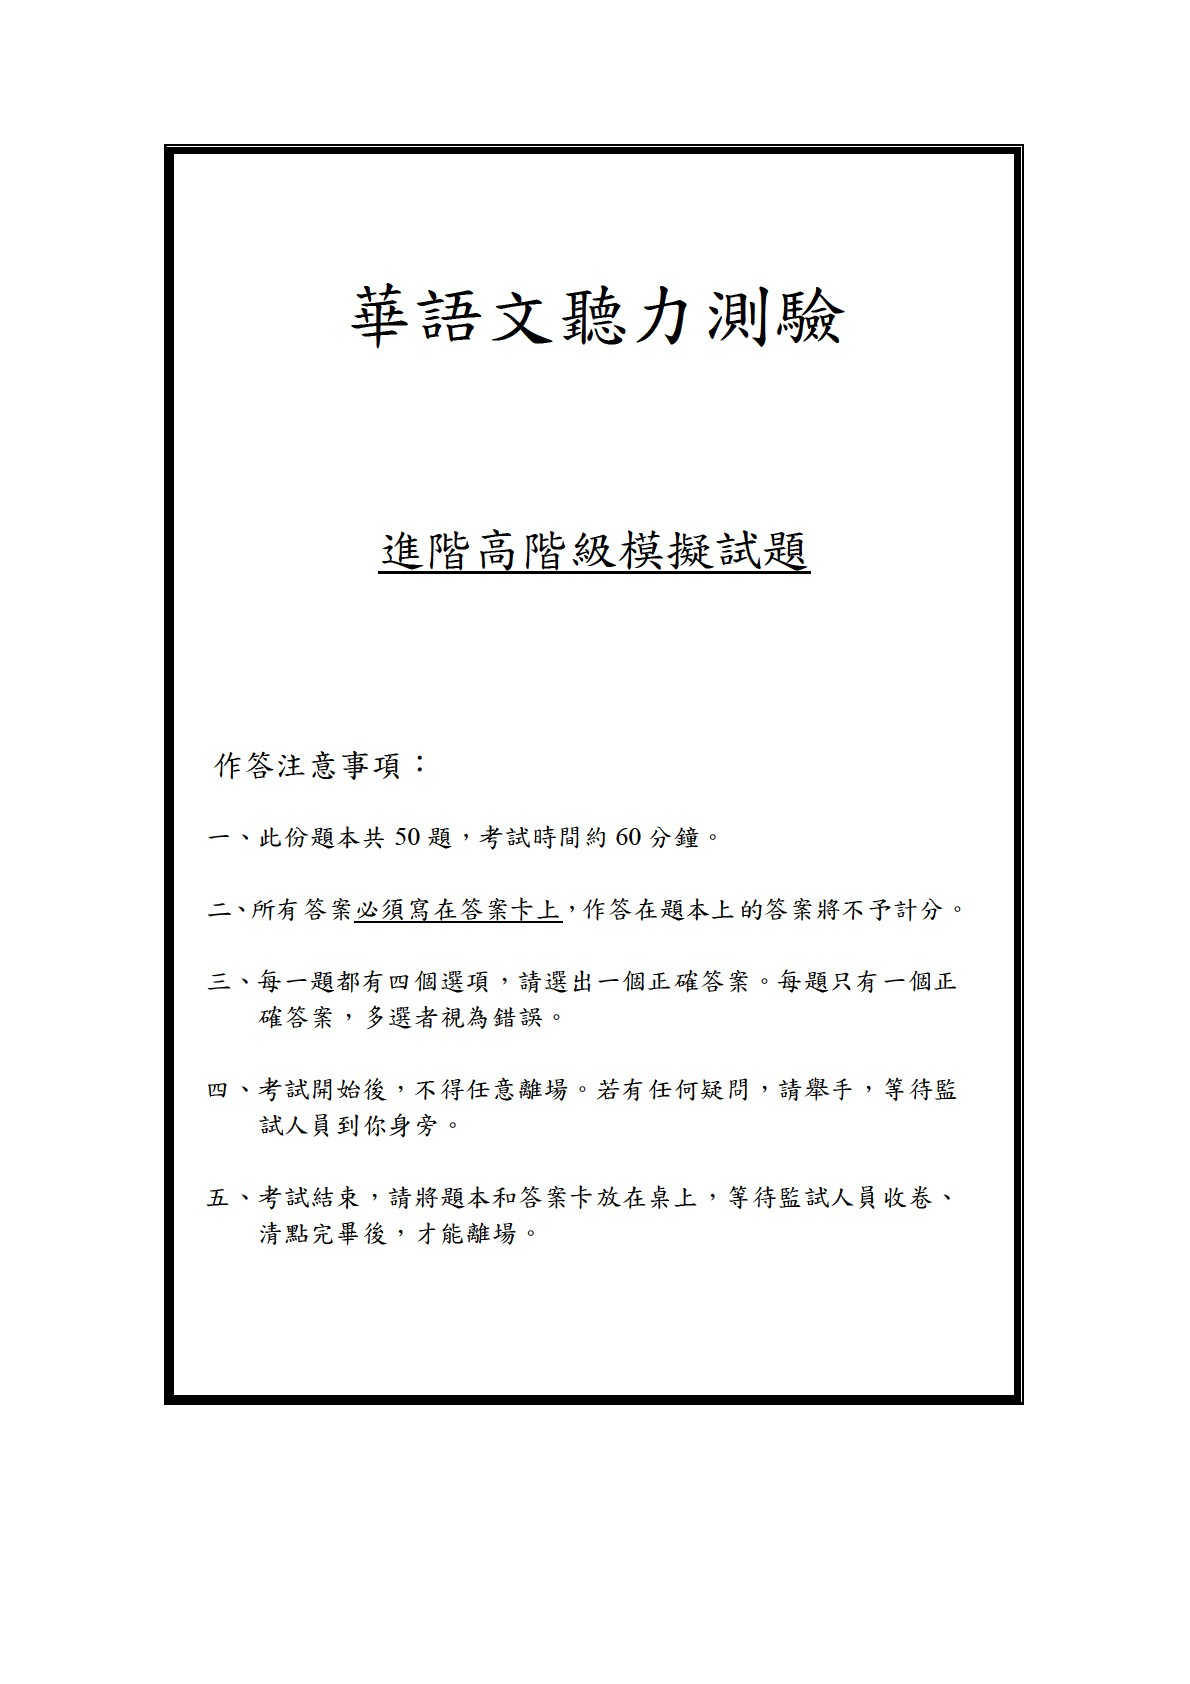 華語文聽力測驗
進階高階級模擬試題
作答注意事項：
一、此份題本共 50 題，考試時間約 60 分鐘。
二、所有答案必須寫在答案卡上，作答在題本上的答案將不予計分。
三、每一題都有四個選項，請選出一個正確答案。每題只有一個正
確答案，多選者視為錯誤。
四、考試開始後，不得任意離場。若有任何疑問，請舉手，等待監
試人員到你身旁。
五、考試結束，請將題本和答案卡放在桌上，等待監試人員收卷、
清點完畢後，才能離場。